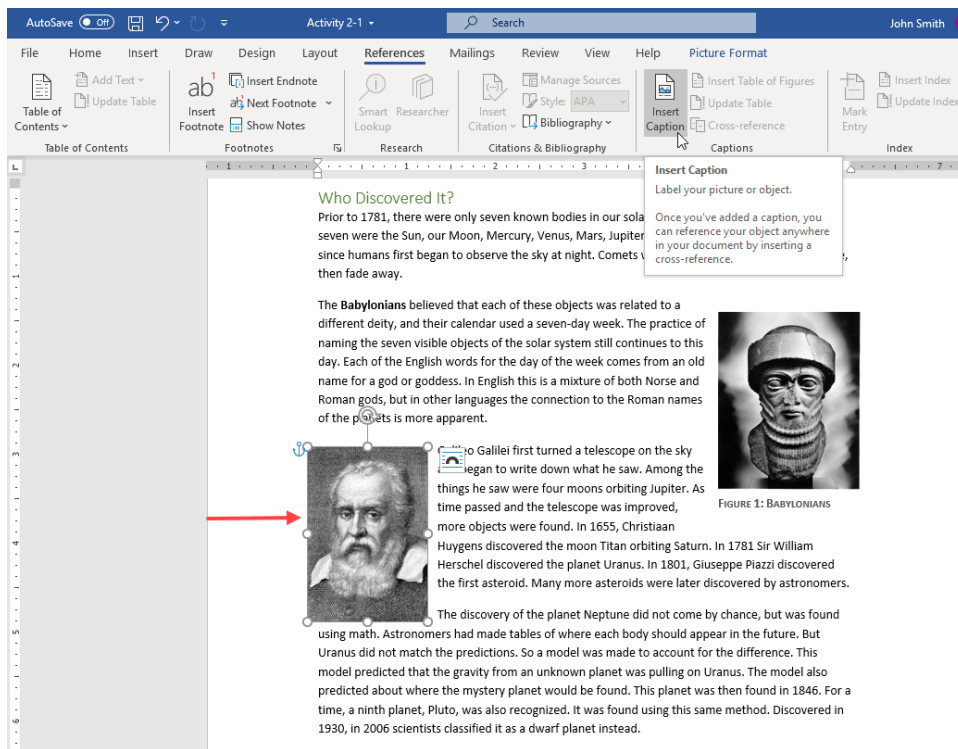 AutoSave Off Activity 2-1 Search John Smith
File Home Insert Draw Design Layout References Mailings Review View Help Picture Format
Table of Contents
Add Text
Update Table
Table of Contents
ab1
Insert Footnote
Insert Endnote
Next Footnote
Show Notes
Footnotes
Smart Lookup
Researcher
Research
Insert Citation
Manage Sources
Style: APA
Bibliography
Citations & Bibliography
Insert Caption
Insert Table of Figures
Update Table
Cross-reference
Captions
Mark Entry
Insert Index
Update Index
Index
Insert Caption
Label your picture or object.
Once you've added a caption, you
can reference your object anywhere
in your document by inserting a
cross-reference.
Who Discovered It?
Prior to 1781, there were only seven known bodies in our sola
seven were the Sun, our Moon, Mercury, Venus, Mars, Jupiter
since humans first began to observe the sky at night. Comets
then fade away.
The Babylonians believed that each of these objects was related to a
different deity, and their calendar used a seven-day week. The practice of
naming the seven visible objects of the solar system still continues to this
day. Each of the English words for the day of the week comes from an old
name for a god or goddess. In English this is a mixture of both Norse and
Roman gods, but in other languages the connection to the Roman names
of the planets is more apparent.
FIGURE 1: BABYLONIANS
Galileo Galilei first turned a telescope on the sky
began to write down what he saw. Among the
things he saw were four moons orbiting Jupiter. As
time passed and the telescope was improved,
more objects were found. In 1655, Christiaan
Huygens discovered the moon Titan orbiting Saturn. In 1781 Sir William
Herschel discovered the planet Uranus. In 1801, Giuseppe Piazzi discovered
the first asteroid. Many more asteroids were later discovered by astronomers.
The discovery of the planet Neptune did not come by chance, but was found
using math. Astronomers had made tables of where each body should appear in the future. But
Uranus did not match the predictions. So a model was made to account for the difference. This
model predicted that the gravity from an unknown planet was pulling on Uranus. The model also
predicted about where the mystery planet would be found. This planet was then found in 1846. For a
time, a ninth planet, Pluto, was also recognized. It was found using this same method. Discovered in
1930, in 2006 scientists classified it as a dwarf planet instead.